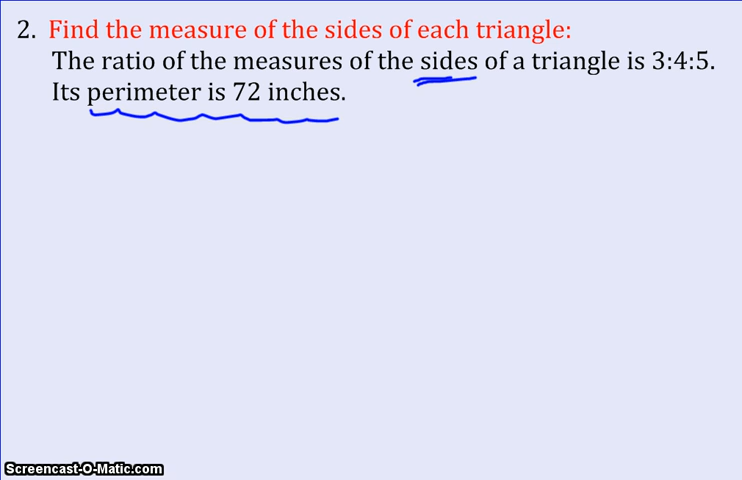 2. Find the measure of the sides of each triangle:
The ratio of the measures of the sides of a triangle is 3:4:5.
Its perimeter is 72 inches.
Screencast-O-Matic.com